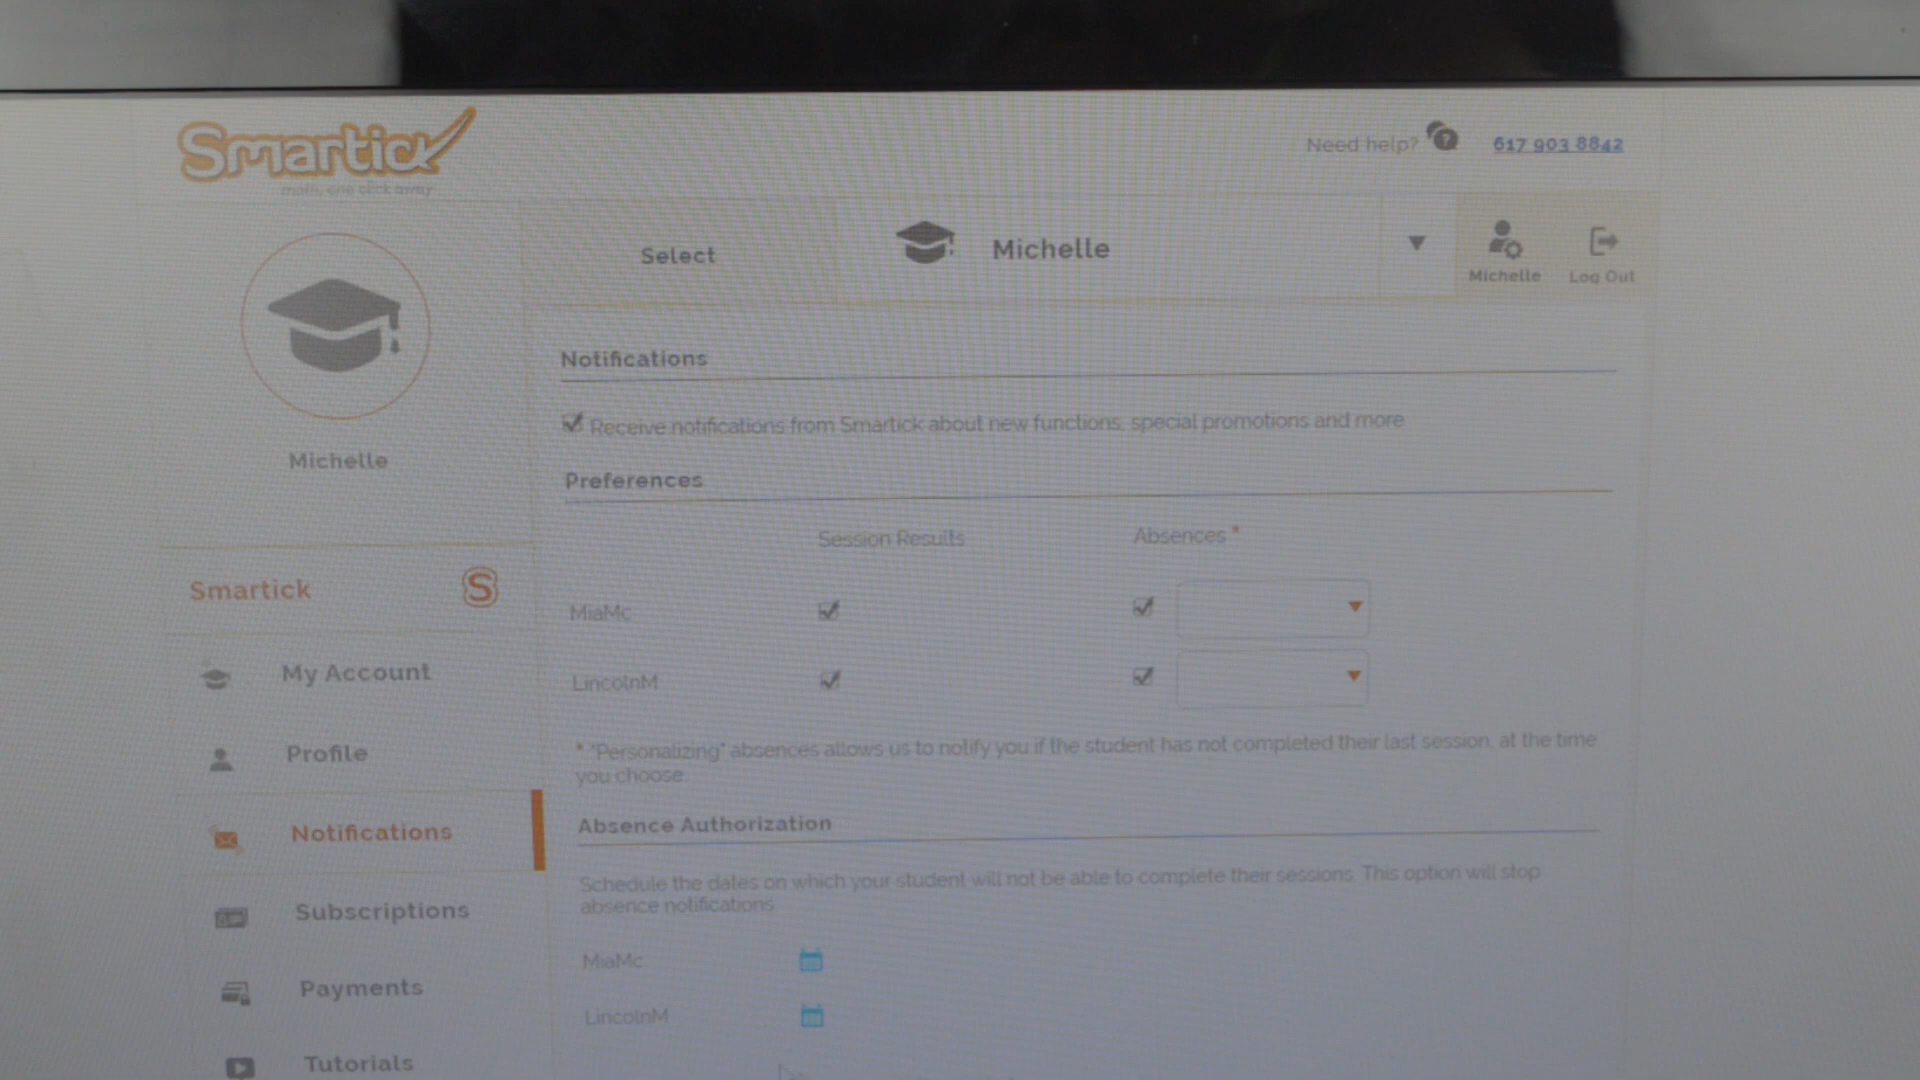 Smartick
math, one click away
Need help? 617 903 8842
Select Michelle
Michelle Log Out
Michelle
Notifications
Receive notifications from Smartick about new functions, special promotions and more
Preferences
Session Results Absences *
MiaMc
LincolnM
* "Personalizing" absences allows us to notify you if the student has not completed their last session, at the time
you choose.
Absence Authorization
Schedule the dates on which your student will not be able to complete their sessions. This option will stop
absence notifications.
MiaMc
LincolnM
Smartick S
My Account
Profile
Notifications
Subscriptions
Payments
Tutorials